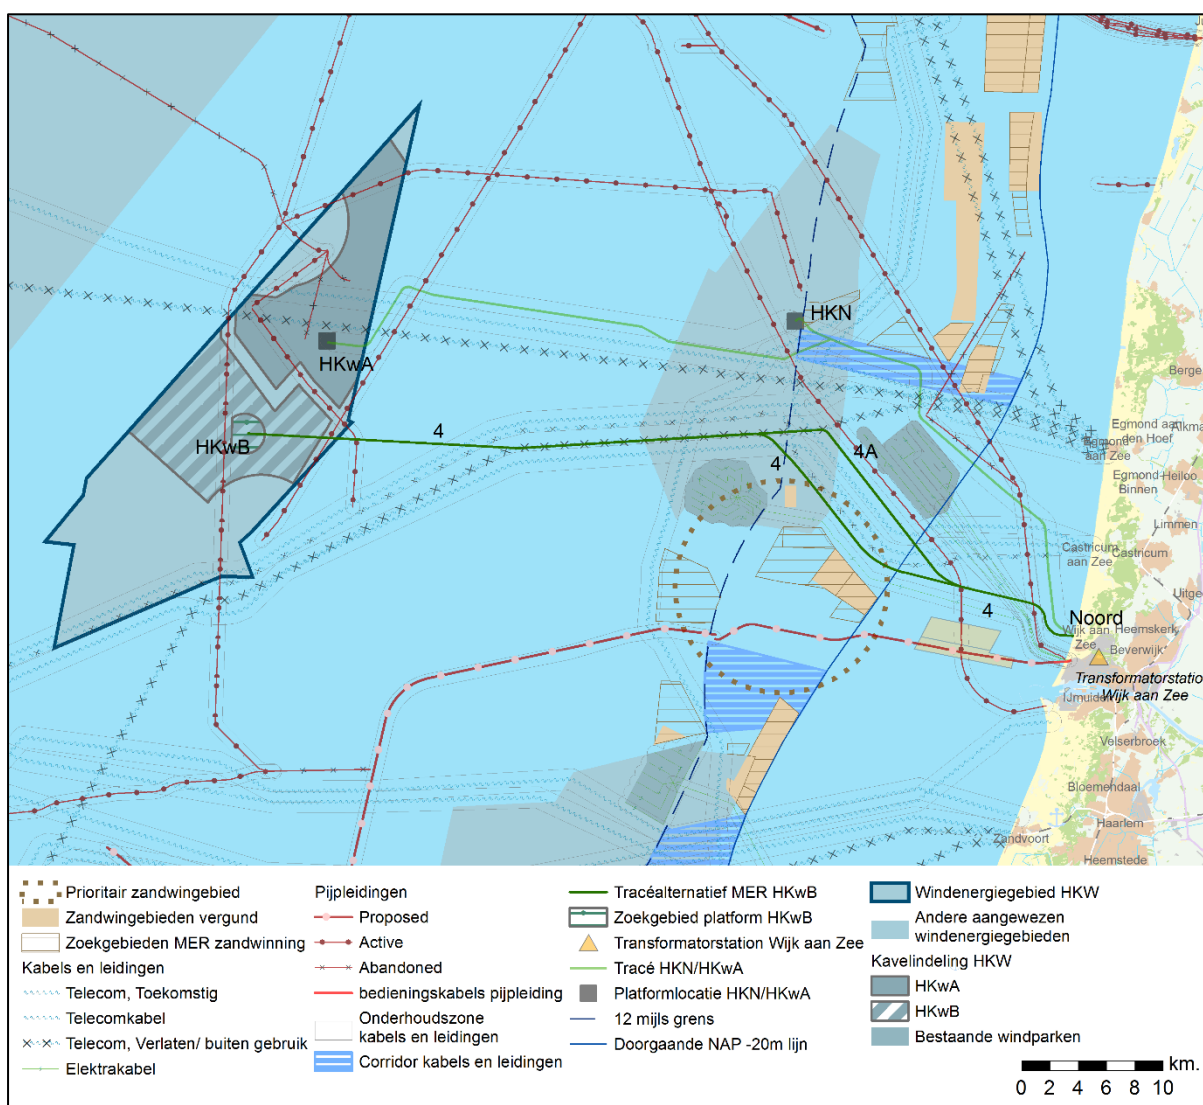 HKN
HKwA
Berge
4
HKwB
4A
4
Egmond aan
den Hoef
Alkma
Egmond
aan Zee
Egmond
Binnen
Heiloo
Limmen
Castricum
aan Zee
Castricum
Uitge
4
Noord
Wijk aan
Zee
Heemskerk
Beverwijk
Transformatorstation
Wijk aan Zee
IJmuiden
Velserbroek
Bloemendaal
Haarlem
Zandvoort
Heemstede
Prioritair zandwingebied
Zandwingebieden vergund
Zoekgebieden MER zandwinning
Kabels en leidingen
Telecom, Toekomstig
Telecomkabel
Telecom, Verlaten/ buiten gebruik
Elektrakabel
Pijpleidingen
Proposed
Active
Abandoned
bedieningskabels pijpleiding
Onderhoudszone
kabels en leidingen
Corridor kabels en leidingen
Tracéalternatief MER HKwB
Zoekgebied platform HKwB
Transformatorstation Wijk aan Zee
Tracé HKN/HKwA
Platformlocatie HKN/HKwA
12 mijls grens
Doorgaande NAP -20m lijn
Windenergiegebied HKW
Andere aangewezen
windenergiegebieden
Kavelindeling HKW
HKwA
HKwB
Bestaande windparken
km.
0 2 4 6 8 10